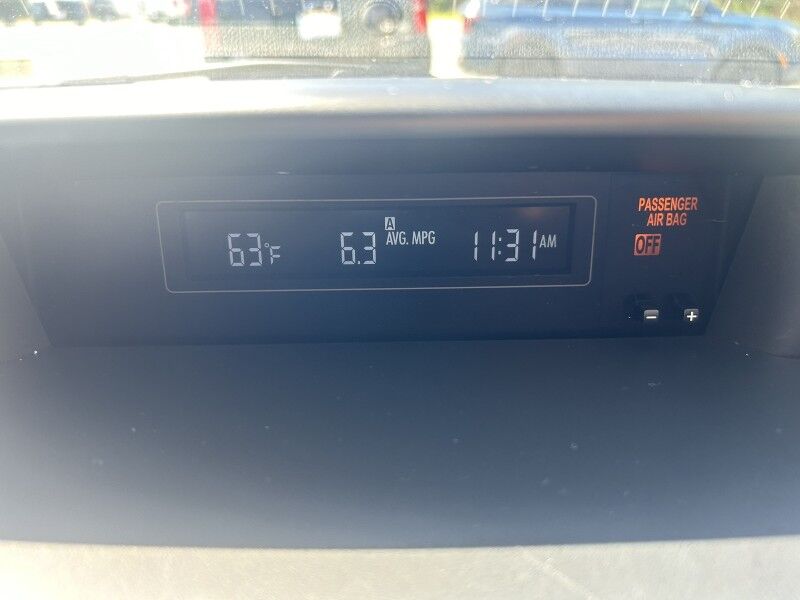 63°F 6.3 A AVG. MPG 11:31 AM
PASSENGER
AIR BAG
OFF
- +